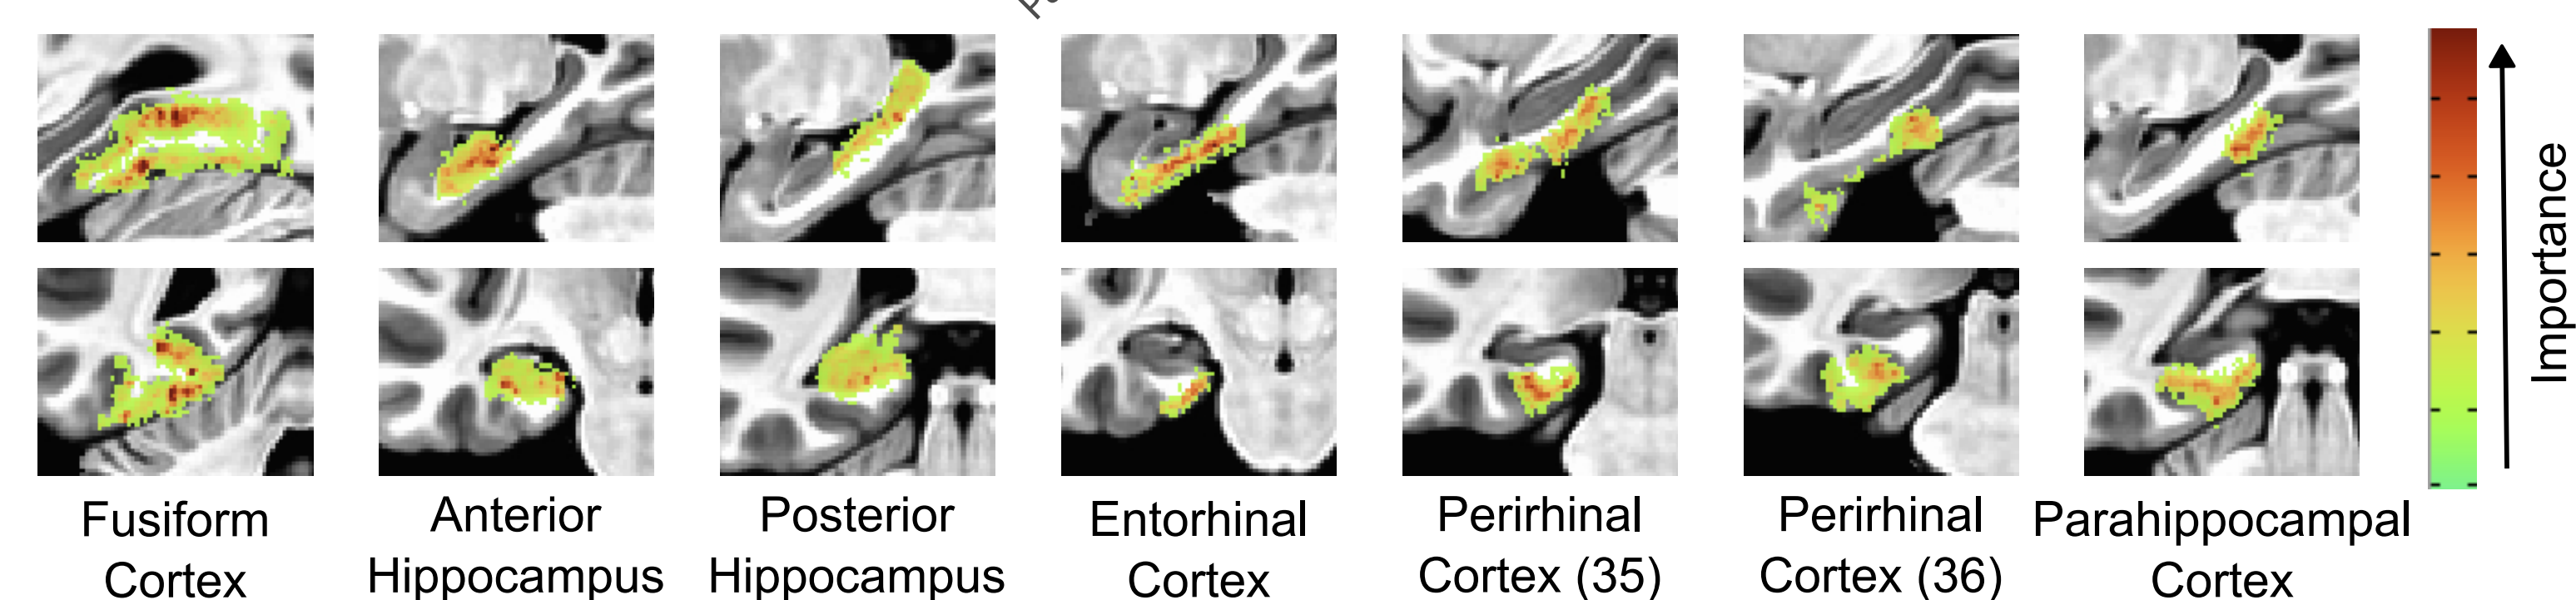 Fusiform
Cortex
Anterior
Hippocampus
Posterior
Hippocampus
Entorhinal
Cortex
Perirhinal
Cortex (35)
Perirhinal
Cortex (36)
Parahippocampal
Cortex
Importance